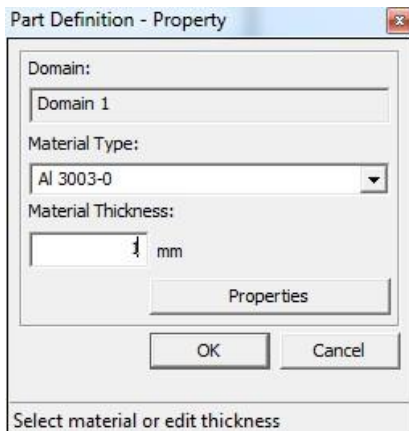 Part Definition - Property
Domain:
Domain 1
Material Type:
Al 3003-0
Material Thickness:
1 mm
Properties
OK Cancel
Select material or edit thickness